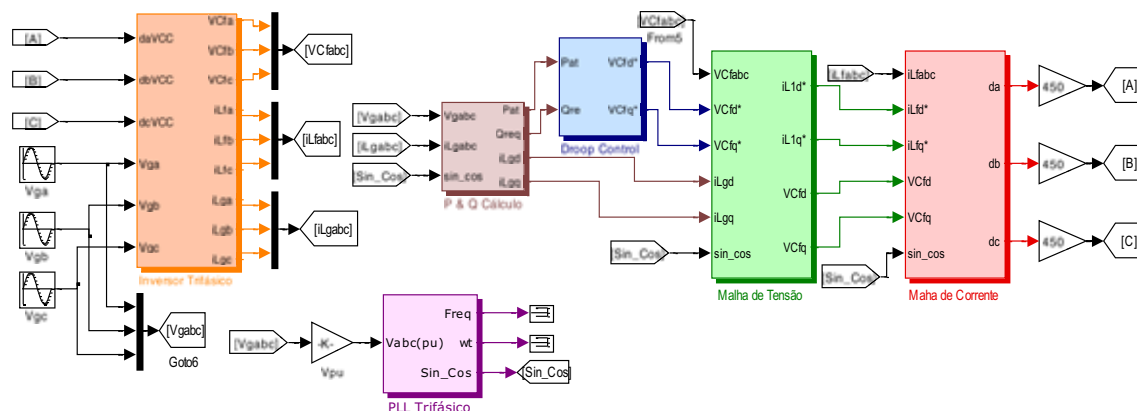 [A]
[B]
[C]
Vga
Vgb
Vgc
daVCC
dbVCC
dcVCC
Vga
Vgb
Vgc
VCfa
VCfb
VCfc
iLfa
iLfb
iLfc
iLga
iLgb
iLgc
Inversor Trifásico
[VCfabc]
[iLfabc]
[iLgabc]
[Vgabc]
Goto6
[Vgabc]
[iLgabc]
[Sin_Cos]
Vgabc
iLgabc
sin_cos
Pat
Qreq
iLgd
iLgq
P & Q Cálculo
Pat
Qre
VCfd*
VCfq*
Droop Control
[VCfabc]
From5
[Sin_Cos]
VCfabc
VCfd*
VCfq*
iLgd
iLgq
sin_cos
iL1d*
iL1q*
VCfd
VCfq
Malha de Tensão
[iLfabc]
[Sin_Cos]
iLfabc
iLfd*
iLfq*
VCfd
VCfq
sin_cos
da
db
dc
Maha de Corrente
450
450
450
[A]
[B]
[C]
[Vgabc]
-K-
Vpu
Vabc(pu)
Freq
wt
Sin_Cos
PLL Trifásico
[Sin_Cos]